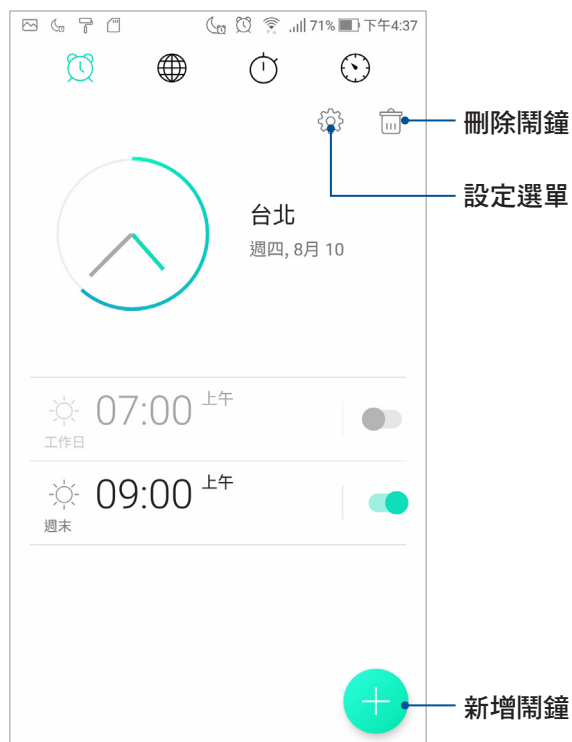 71% 下午4:37
刪除鬧鐘
設定選單
台北
週四, 8月 10
07:00 上午
工作日
09:00 上午
週末
新增鬧鐘